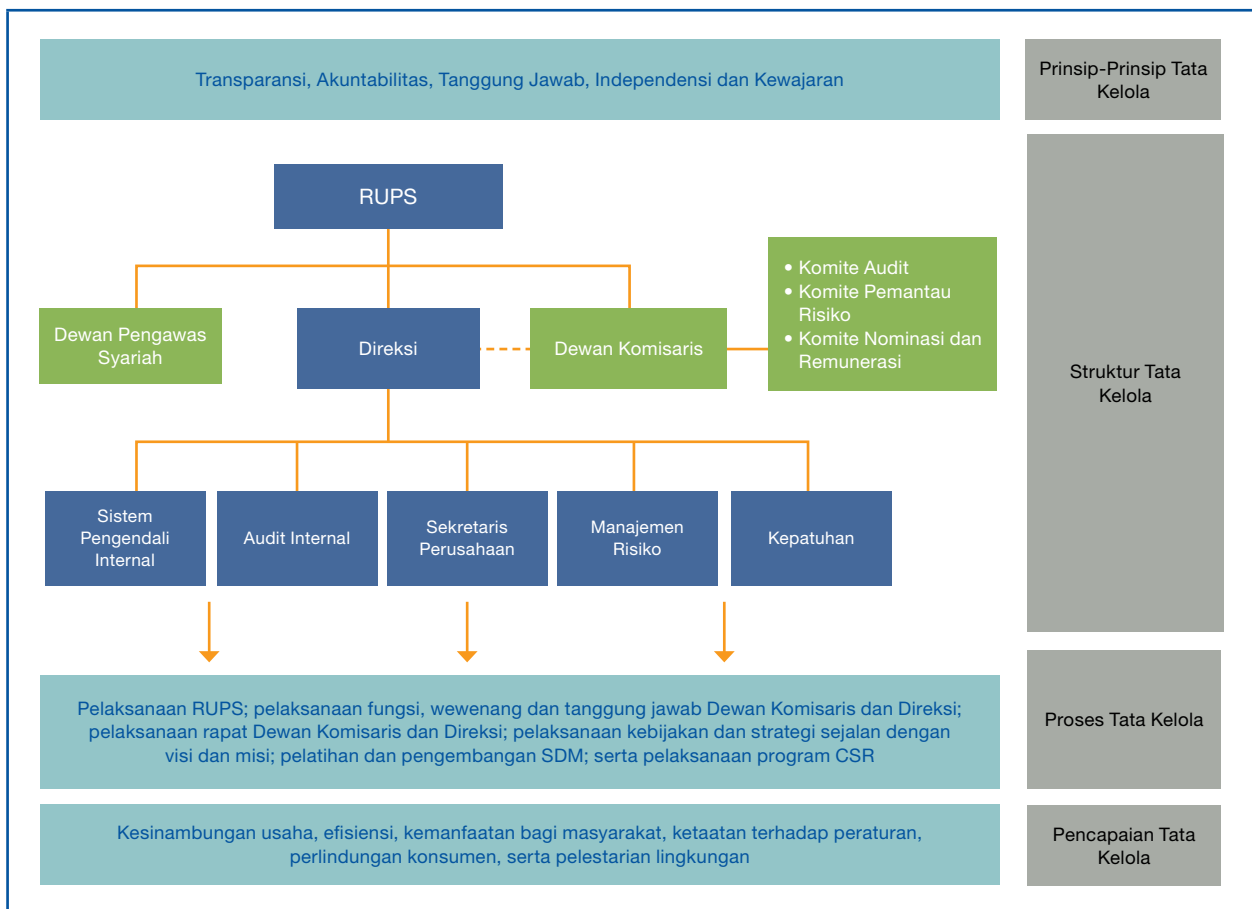 Transparansi, Akuntabilitas, Tanggung Jawab, Independensi dan Kewajaran
Prinsip-Prinsip Tata
Kelola
RUPS
Dewan Pengawas
Syariah
Direksi
Dewan Komisaris
• Komite Audit
• Komite Pemantau
Risiko
• Komite Nominasi dan
Remunerasi
Struktur Tata
Kelola
Sistem
Pengendali
Internal
Audit Internal
Sekretaris
Perusahaan
Manajemen
Risiko
Kepatuhan
Pelaksanaan RUPS; pelaksanaan fungsi, wewenang dan tanggung jawab Dewan Komisaris dan Direksi;
pelaksanaan rapat Dewan Komisaris dan Direksi; pelaksanaan kebijakan dan strategi sejalan dengan
visi dan misi; pelatihan dan pengembangan SDM; serta pelaksanaan program CSR
Proses Tata Kelola
Kesinambungan usaha, efisiensi, kemanfaatan bagi masyarakat, ketaatan terhadap peraturan,
perlindungan konsumen, serta pelestarian lingkungan
Pencapaian Tata
Kelola